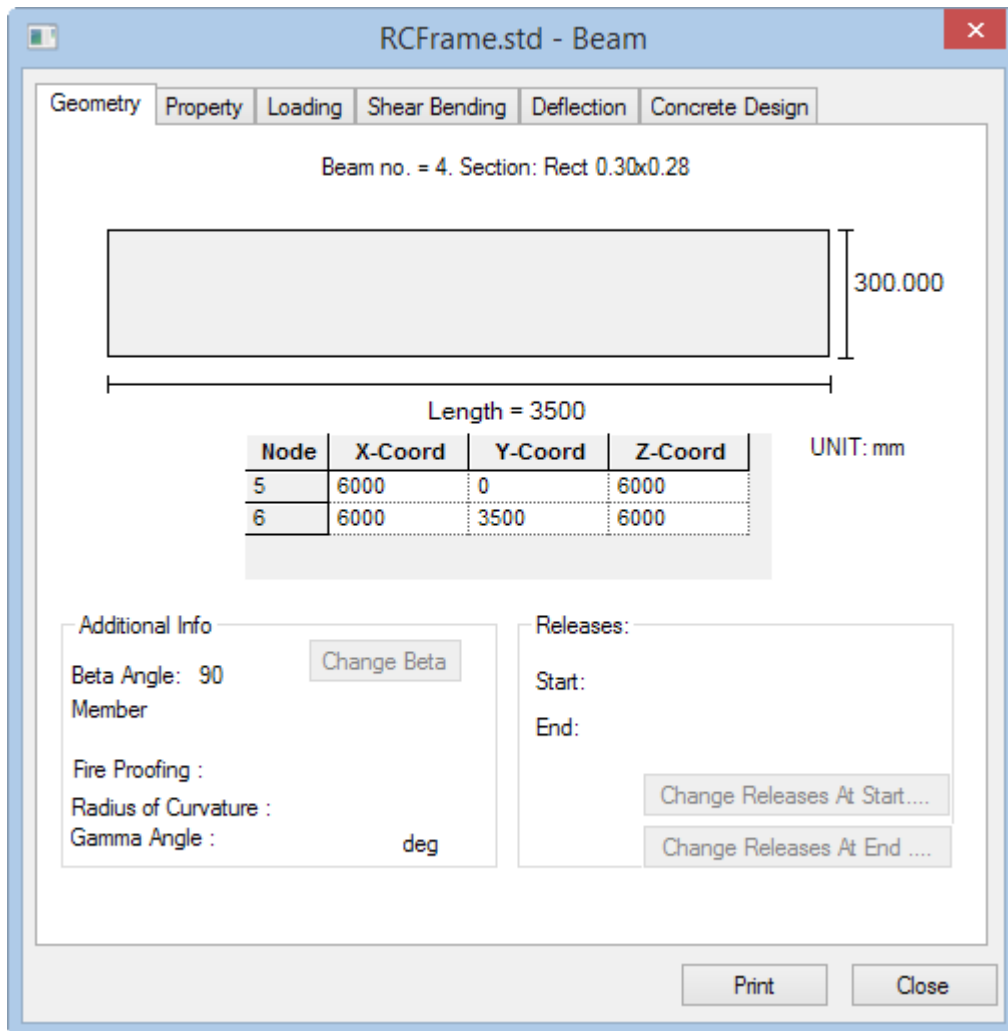 RCFrame.std - Beam
Geometry Property Loading Shear Bending Deflection Concrete Design
Beam no. = 4. Section: Rect 0.30x0.28
300.000
Length = 3500
UNIT: mm
Node X-Coord Y-Coord Z-Coord
5 6000 0 6000
6 6000 3500 6000
Additional Info
Beta Angle: 90 Change Beta
Member
Fire Proofing :
Radius of Curvature :
Gamma Angle : deg
Releases:
Start:
End:
Change Releases At Start....
Change Releases At End ....
Print Close